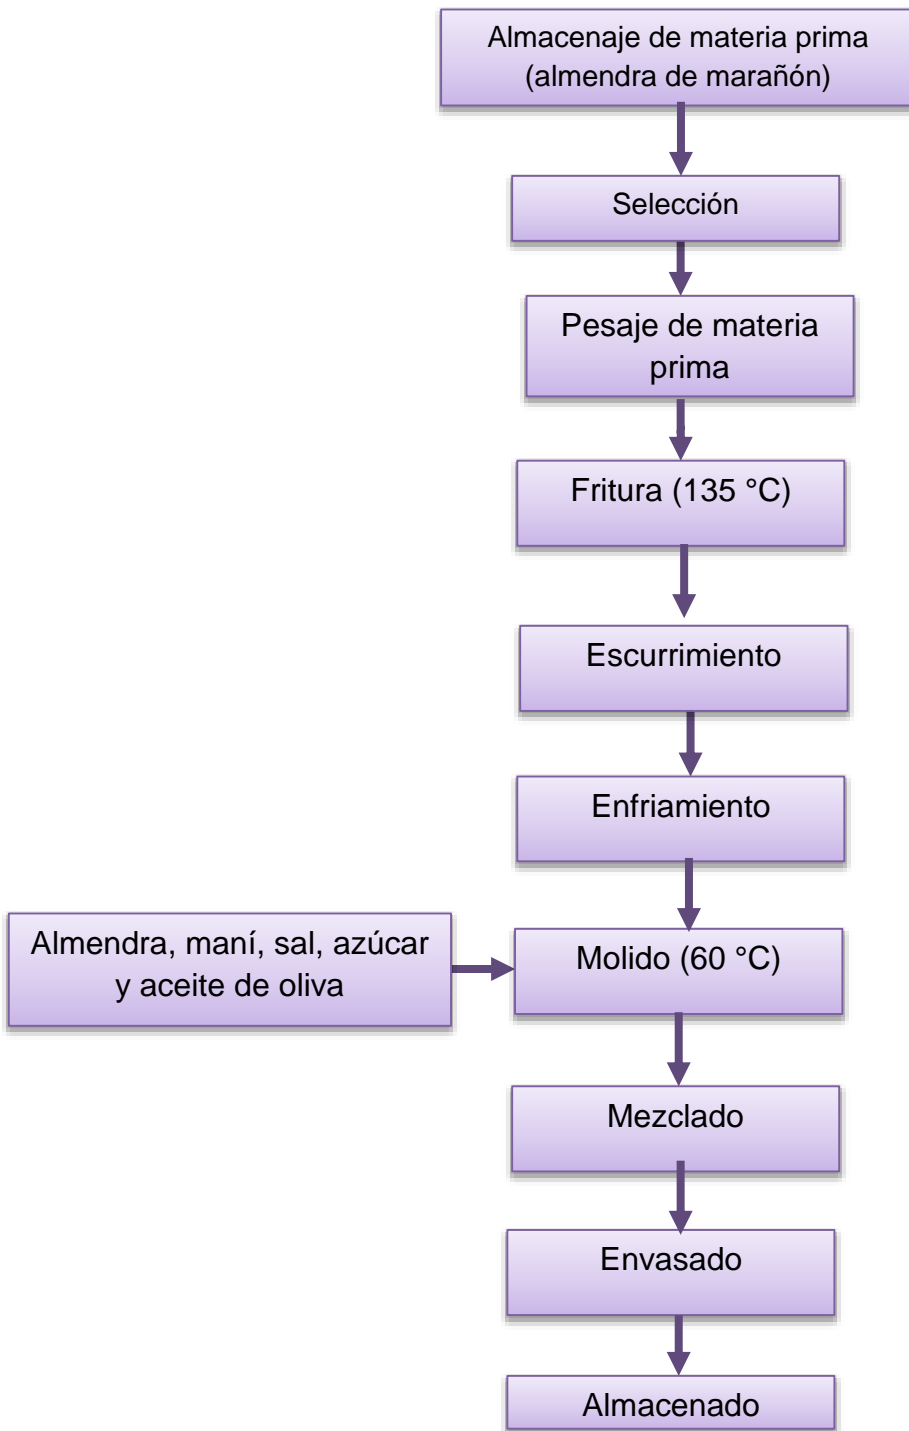 Almacenaje de materia prima
(almendra de marañón)
Selección
Pesaje de materia
prima
Fritura (135 °C)
Escurrimiento
Enfriamiento
Almendra, maní, sal, azúcar
y aceite de oliva
Molido (60 °C)
Mezclado
Envasado
Almacenado